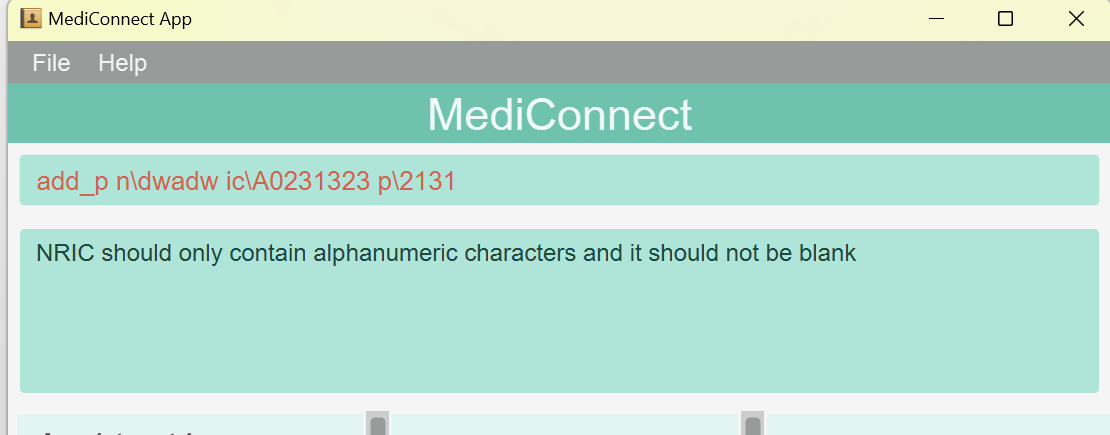 MediConnect App
File Help
MediConnect
add_p n\dwadw ic\A0231323 p\2131
NRIC should only contain alphanumeric characters and it should not be blank